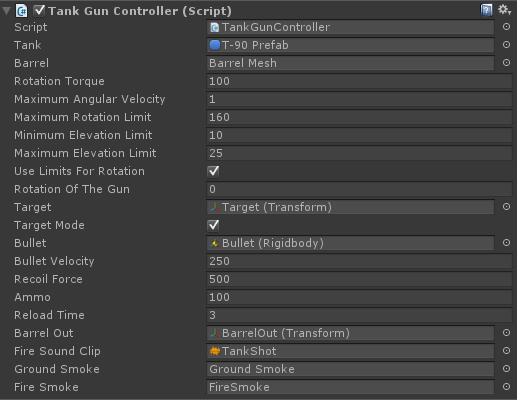 Tank Gun Controller (Script)
Script TankGunController
Tank T-90 Prefab
Barrel Barrel Mesh
Rotation Torque 100
Maximum Angular Velocity 1
Maximum Rotation Limit 160
Minimum Elevation Limit 10
Maximum Elevation Limit 25
Use Limits For Rotation
Rotation Of The Gun 0
Target Target (Transform)
Target Mode
Bullet Bullet (Rigidbody)
Bullet Velocity 250
Recoil Force 500
Ammo 100
Reload Time 3
Barrel Out BarrelOut (Transform)
Fire Sound Clip TankShot
Ground Smoke Ground Smoke
Fire Smoke FireSmoke